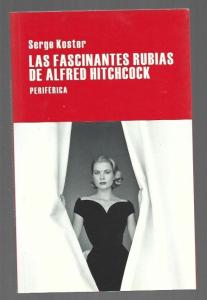 Serge Koster
LAS FASCINANTES RUBIAS
DE ALFRED HITCHCOCK
PERIFÉRICA